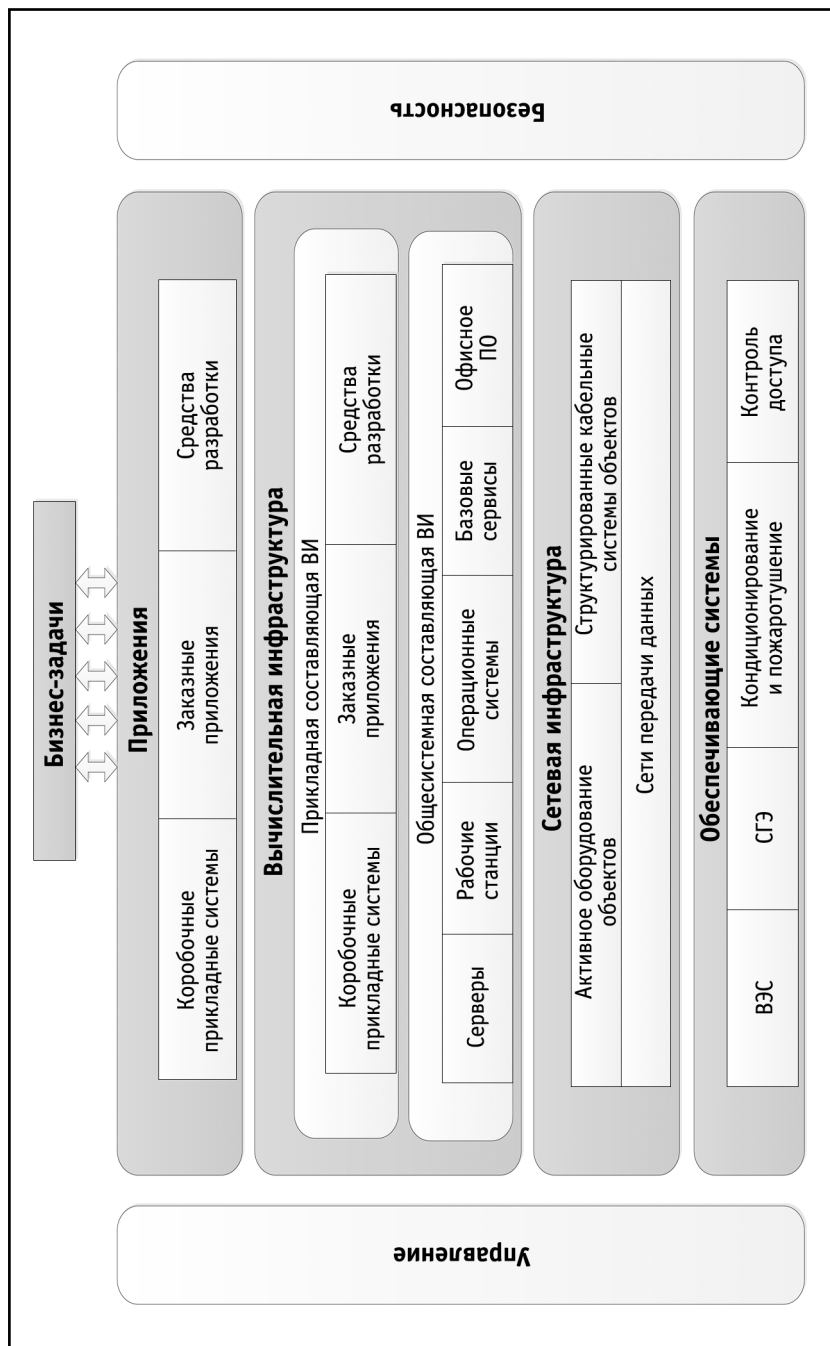 Бизнес-задачи
Приложения
Коробочные
прикладные системы
Заказные
приложения
Средства
разработки
Вычислительная инфраструктура
Прикладная составляющая ВИ
Коробочные
прикладные системы
Заказные
приложения
Средства
разработки
Общесистемная составляющая ВИ
Серверы
Рабочие
станции
Операционные
системы
Базовые
сервисы
Офисное
ПО
Сетевая инфраструктура
Активное оборудование
объектов
Структурированные кабельные
системы объектов
Сети передачи данных
Обеспечивающие системы
ВЭС
СГЭ
Кондиционирование
и пожаротушение
Контроль
доступа
Управление
Безопасность